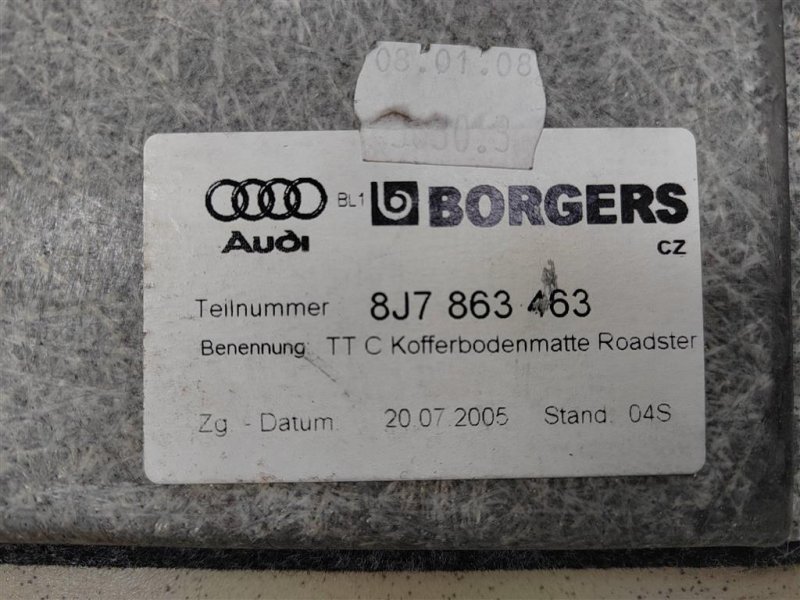 08.01.08
Audi BL1 BORGERS
CZ
Teilnummer 8J7 863 463
Benennung: TT C Kofferbodenmatte Roadster
Zg - Datum: 20.07.2005 Stand: 04S